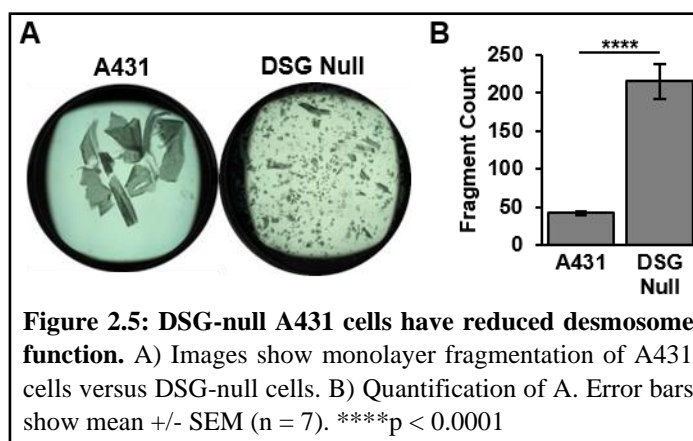 A
B
A431
DSG Null
****
Fragment Count
250
200
150
100
50
0
A431
DSG
Null
Figure 2.5: DSG-null A431 cells have reduced desmosome
function. A) Images show monolayer fragmentation of A431
cells versus DSG-null cells. B) Quantification of A. Error bars
show mean +/- SEM (n = 7). ****p < 0.0001